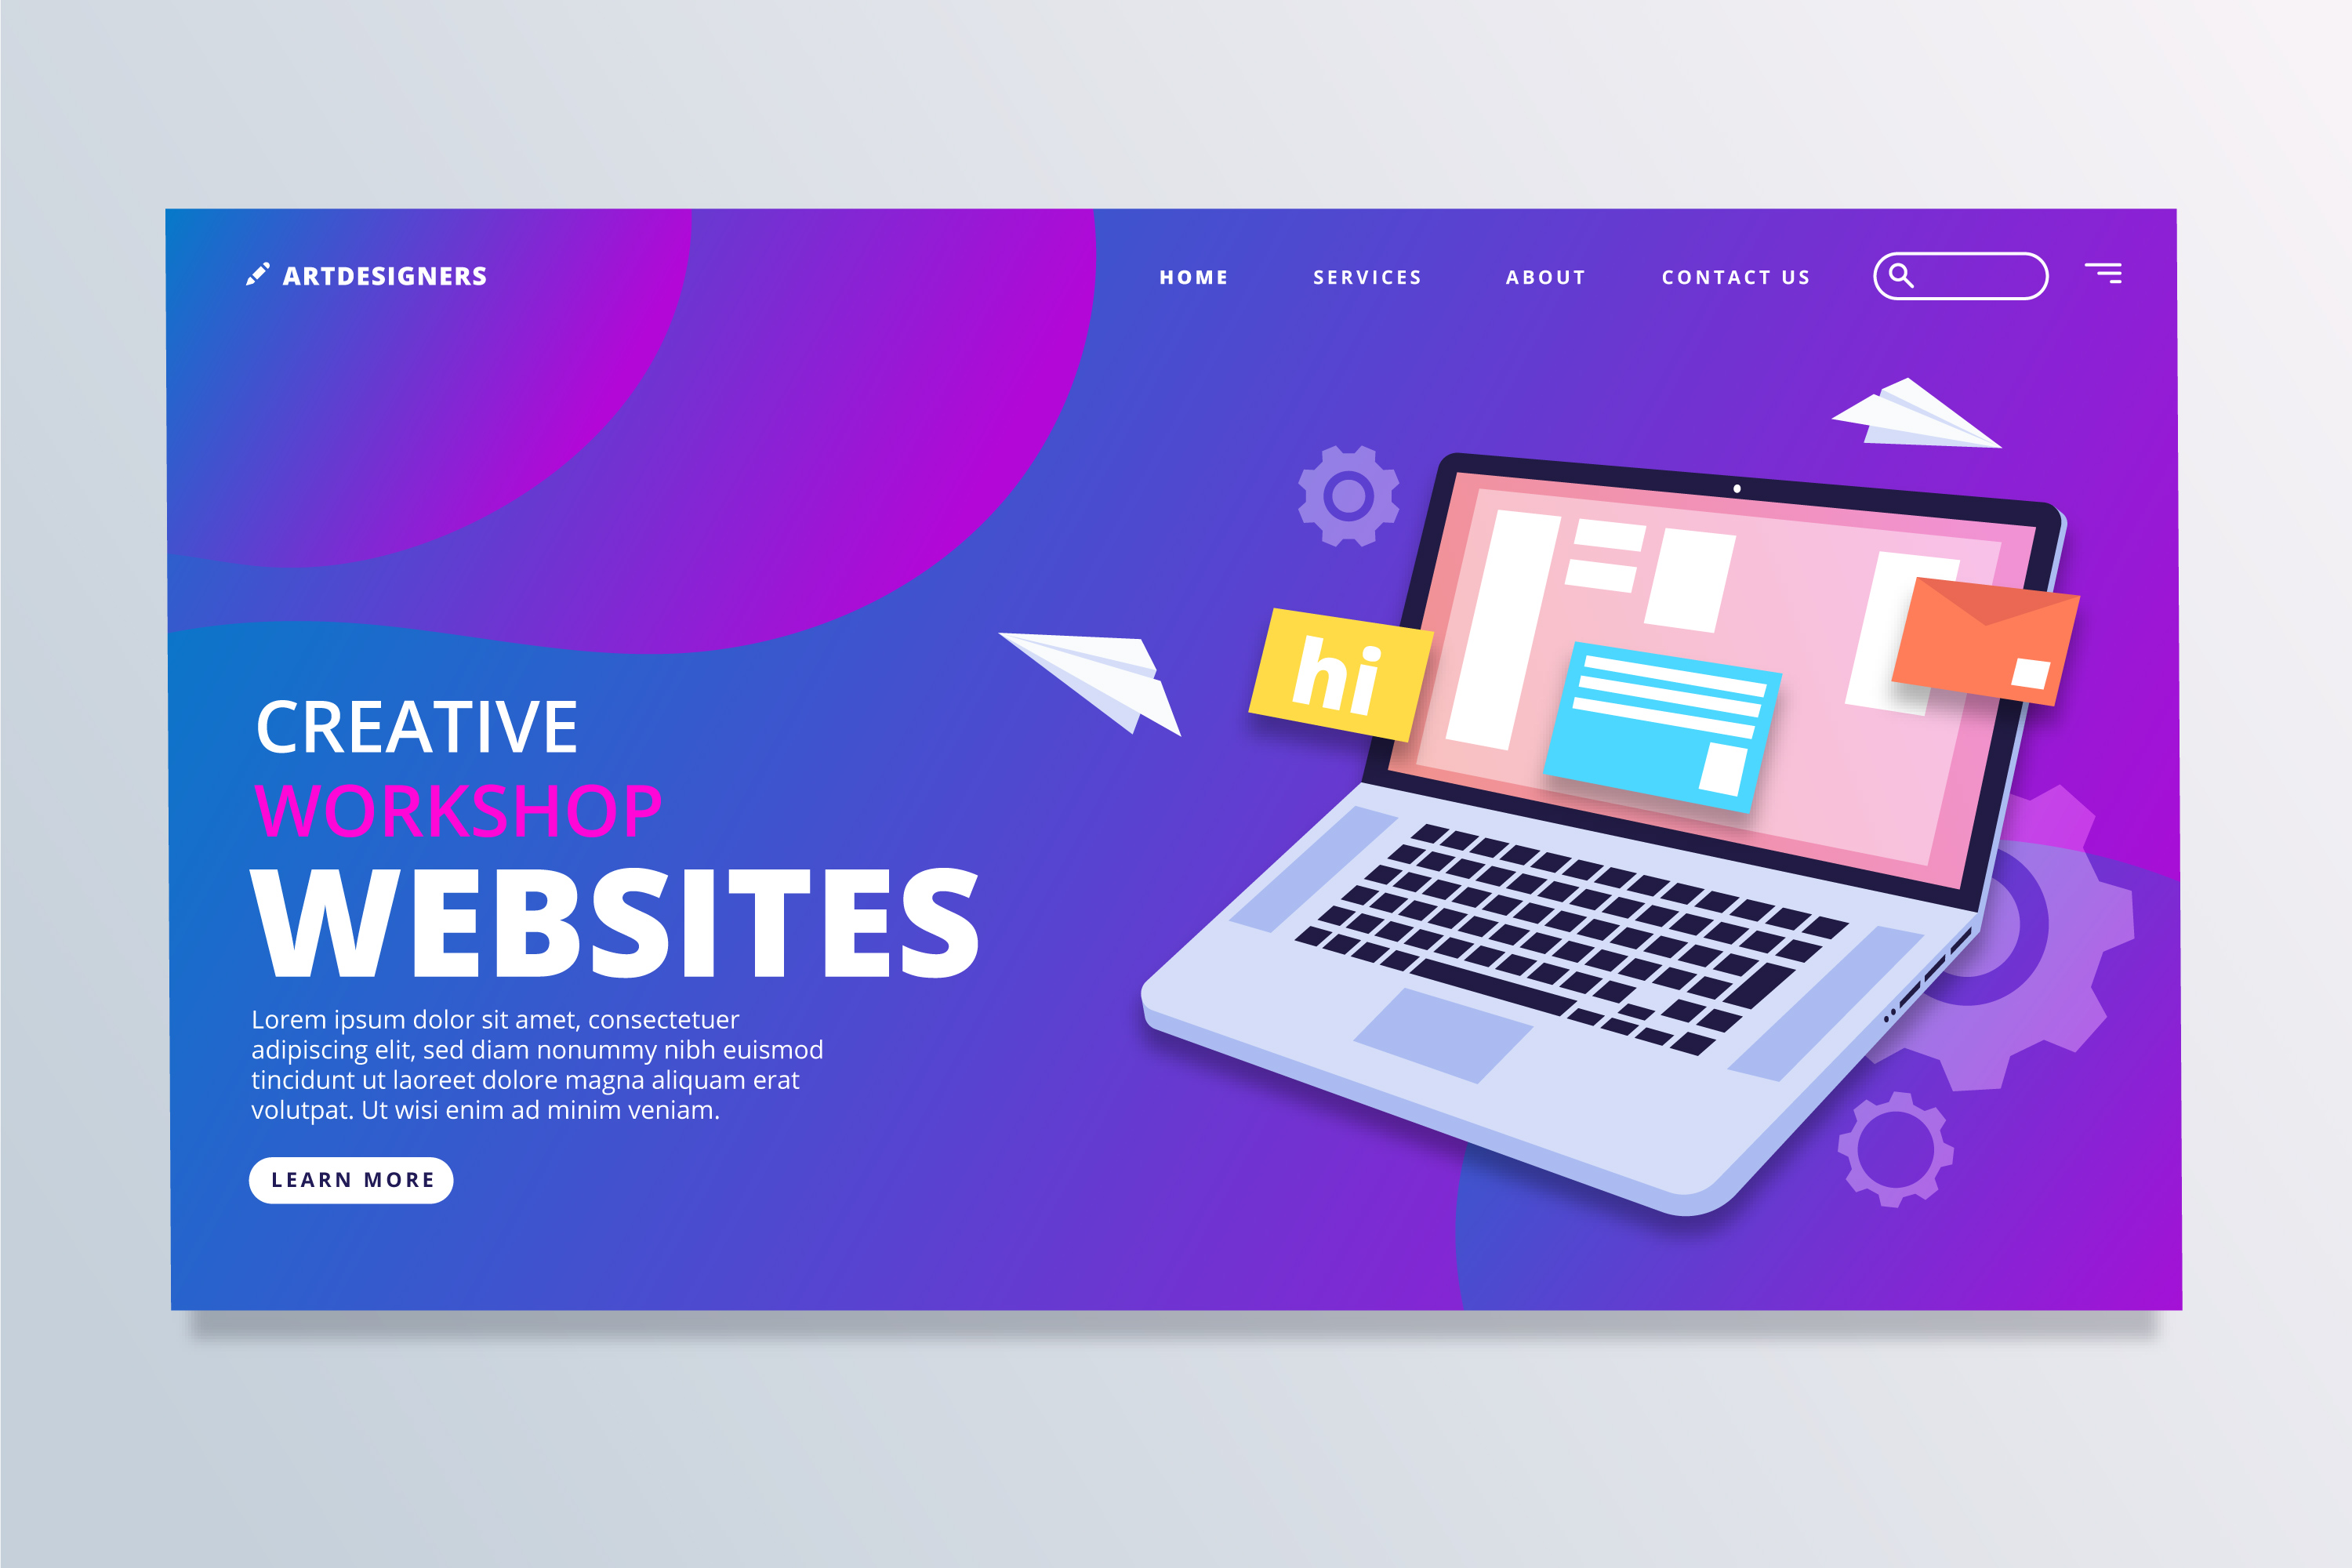 ARTDESIGNERS
HOME SERVICES ABOUT CONTACT US
hi
CREATIVE
WORKSHOP
WEBSITES
Lorem ipsum dolor sit amet, consectetuer
adipiscing elit, sed diam nonummy nibh euismod
tincidunt ut laoreet dolore magna aliquam erat
volutpat. Ut wisi enim ad minim veniam.
LEARN MORE